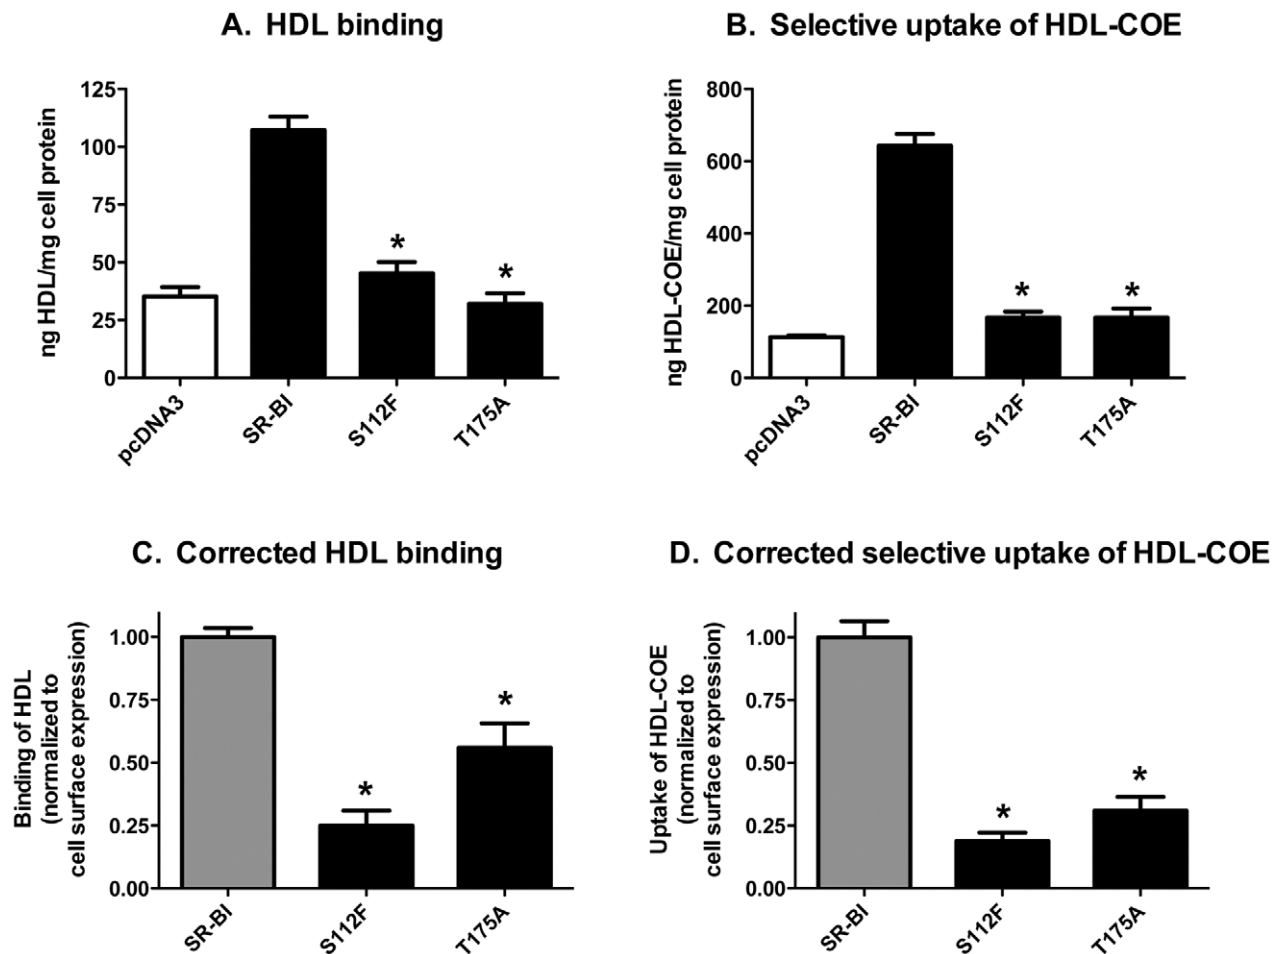 A. HDL binding
ng HDL/mg cell protein
125
100
75
50
25
0
*
*
pcDNA3
SR-BI
S112F
T175A
B. Selective uptake of HDL-COE
ng HDL-COE/mg cell protein
800
600
400
200
0
*
*
pcDNA3
SR-BI
S112F
T175A
C. Corrected HDL binding
Binding of HDL
(normalized to
cell surface expression)
1.00
0.75
0.50
0.25
0.00
*
*
SR-BI
S112F
T175A
D. Corrected selective uptake of HDL-COE
Uptake of HDL-COE
(normalized to
cell surface expression)
1.00
0.75
0.50
0.25
0.00
*
*
SR-BI
S112F
T175A